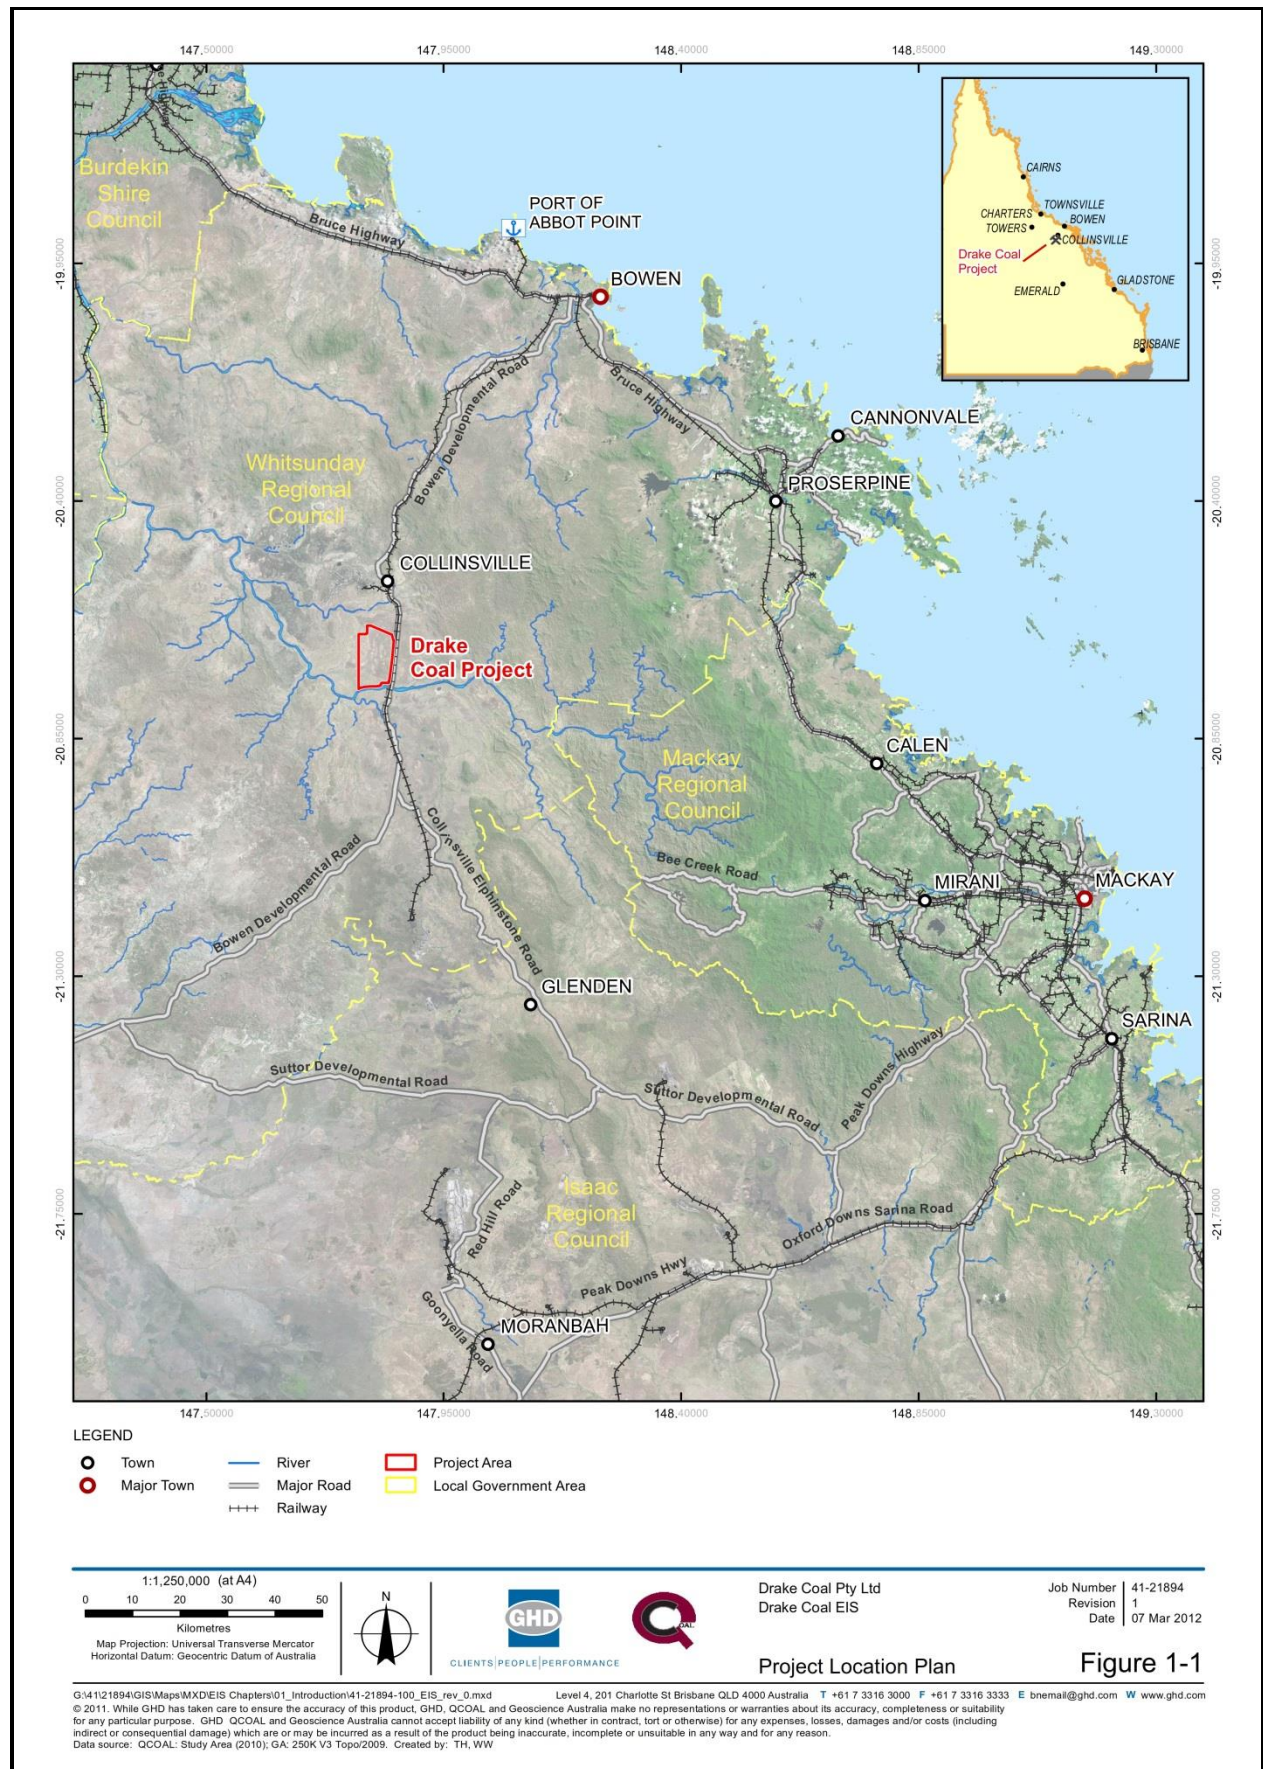 147.50000 147.95000 148.40000 148.85000 149.30000
-19.95000
-20.40000
-20.85000
-21.30000
-21.75000
Burdekin
Shire
Council
Bruce Highway
PORT OF
ABBOT POINT
BOWEN
Bowen Developmental Road
Bruce Highway
CANNONVALE
PROSERPINE
Whitsunday
Regional
Council
COLLINSVILLE
Drake
Coal Project
CALEN
Mackay
Regional
Council
Bee Creek Road
MIRANI
MACKAY
Bowen Developmental Road
Collinsville Elphinstone Road
GLENDEN
SARINA
Suttor Developmental Road
Suttor Developmental Road
Peak Downs Highway
Isaac
Regional
Council
Red Hill Road
Oxford Downs Sarina Road
Peak Downs Hwy
Goonyella Road
MORANBAH
CAIRNS
TOWNSVILLE
CHARTERS
TOWERS
BOWEN
COLLINSVILLE
Drake Coal
Project
EMERALD
GLADSTONE
BRISBANE
-19.95000
-20.40000
-20.85000
-21.30000
-21.75000
147.50000 147.95000 148.40000 148.85000 149.30000
LEGEND
Town
Major Town
River
Major Road
Railway
Project Area
Local Government Area
1:1,250,000 (at A4)
0 10 20 30 40 50
Kilometres
Map Projection: Universal Transverse Mercator
Horizontal Datum: Geocentric Datum of Australia
N
GHD
CLIENTS|PEOPLE|PERFORMANCE
COAL
Drake Coal Pty Ltd
Drake Coal EIS
Project Location Plan
Job Number 41-21894
Revision 1
Date 07 Mar 2012
Figure 1-1
G:\41\21894\GIS\Maps\MXD\EIS Chapters\01_Introduction\41-21894-100_EIS_rev_0.mxd Level 4, 201 Charlotte St Brisbane QLD 4000 Australia T +61 7 3316 3000 F +61 7 3316 3333 E bnemail@ghd.com W www.ghd.com
© 2011. While GHD has taken care to ensure the accuracy of this product, GHD, QCOAL and Geoscience Australia make no representations or warranties about its accuracy, completeness or suitability
for any particular purpose. GHD QCOAL and Geoscience Australia cannot accept liability of any kind (whether in contract, tort or otherwise) for any expenses, losses, damages and/or costs (including
indirect or consequential damage) which are or may be incurred as a result of the product being inaccurate, incomplete or unsuitable in any way and for any reason.
Data source: QCOAL: Study Area (2010); GA: 250K V3 Topo/2009. Created by: TH, WW